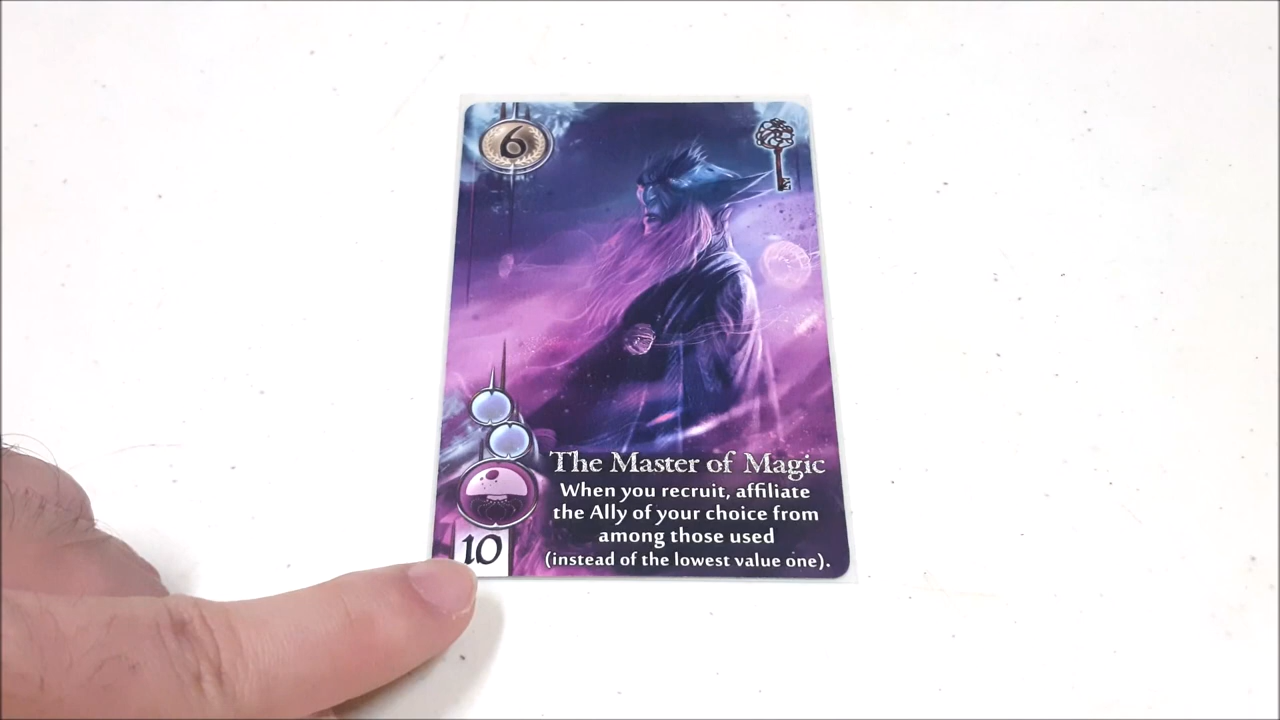 6
The Master of Magic
When you recruit, affiliate
the Ally of your choice from
among those used
(instead of the lowest value one).
10